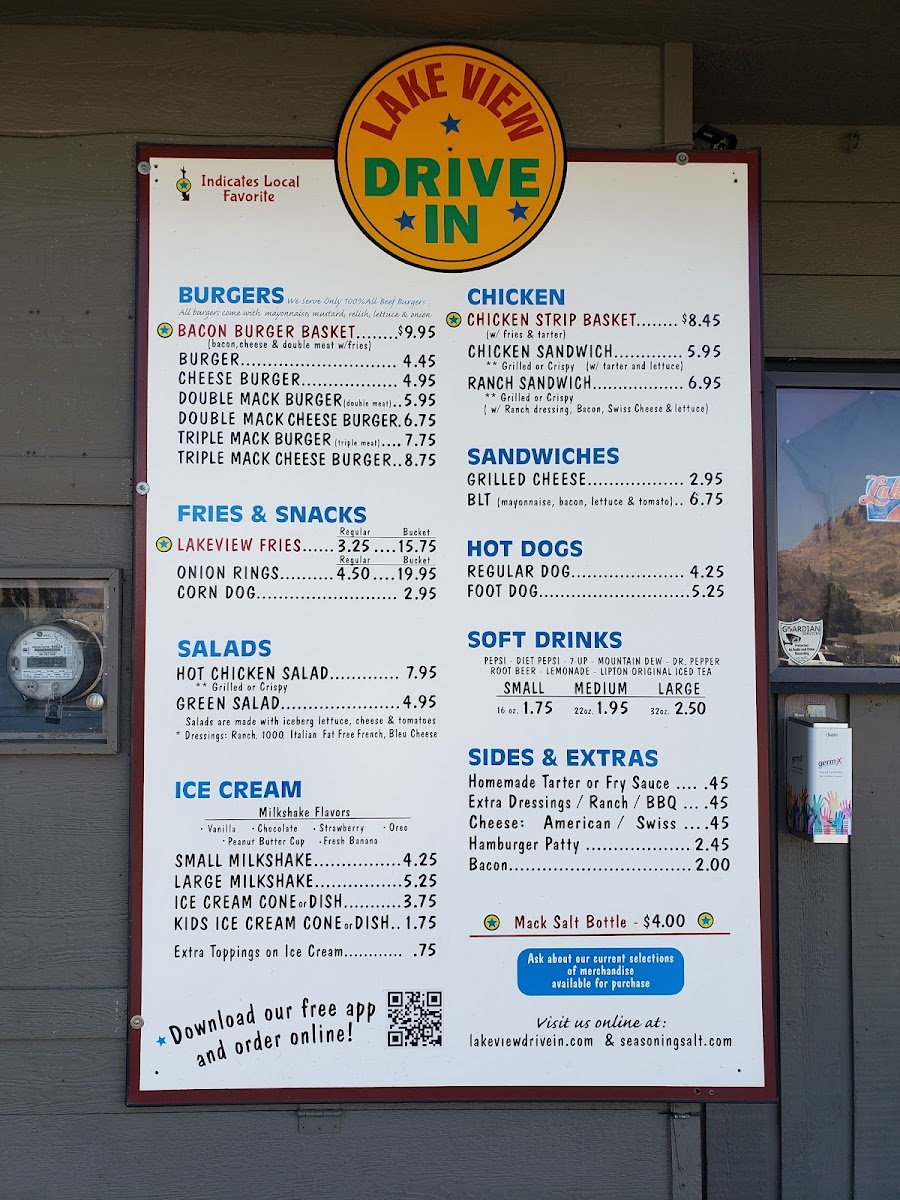 LAKE VIEW
DRIVE
IN
Indicates Local
Favorite
BURGERS We Serve Only 100% All Beef Burgers
All burgers come with mayonnaise, mustard, relish, lettuce & onion
BACON BURGER BASKET.......$9.95
(bacon, cheese & double meat w/fries)
BURGER............................ 4.45
CHEESE BURGER................. 4.95
DOUBLE MACK BURGER (double meat)..5.95
DOUBLE MACK CHEESE BURGER.6.75
TRIPLE MACK BURGER (triple meat)....7.75
TRIPLE MACK CHEESE BURGER..8.75
FRIES & SNACKS
Regular Bucket
LAKEVIEW FRIES...... 3.25 ....15.75
Regular Bucket
ONION RINGS.......... 4.50 ....19.95
CORN DOG......................... 2.95
SALADS
HOT CHICKEN SALAD............. 7.95
** Grilled or Crispy
GREEN SALAD......................4.95
Salads are made with iceberg lettuce, cheese & tomatoes
* Dressings: Ranch, 1000, Italian Fat Free French, Bleu Cheese
ICE CREAM
Milkshake Flavors
· Vanilla · Chocolate · Strawberry · Oreo
· Peanut Butter Cup · Fresh Banana
SMALL MILKSHAKE................4.25
LARGE MILKSHAKE................5.25
ICE CREAM CONE or DISH...........3.75
KIDS ICE CREAM CONE or DISH.. 1.75
Extra Toppings on Ice Cream............ .75
Download our free app
and order online!
CHICKEN
CHICKEN STRIP BASKET........ $8.45
(w/ fries & tarter)
CHICKEN SANDWICH............. 5.95
** Grilled or Crispy (w/ tarter and lettuce)
RANCH SANDWICH................. 6.95
** Grilled or Crispy
( w/ Ranch dressing, Bacon, Swiss Cheese & lettuce)
SANDWICHES
GRILLED CHEESE.................. 2.95
BLT (mayonnaise, bacon, lettuce & tomato).. 6.75
HOT DOGS
REGULAR DOG..................... 4.25
FOOT DOG...........................5.25
SOFT DRINKS
PEPSI - DIET PEPSI - 7-UP - MOUNTAIN DEW - DR. PEPPER
ROOT BEER - LEMONADE - LIPTON ORIGINAL ICED TEA
SMALL MEDIUM LARGE
16 oz. 1.75 22oz. 1.95 32oz. 2.50
SIDES & EXTRAS
Homemade Tarter or Fry Sauce .... .45
Extra Dressings / Ranch / BBQ ... .45
Cheese: American / Swiss ....45
Hamburger Patty .................. 2.45
Bacon................................ 2.00
Mack Salt Bottle - $4.00
Ask about our current selections
of merchandise
available for purchase
Visit us online at:
lakeviewdrivein.com & seasoningsalt.com
GUARDIAN
germx